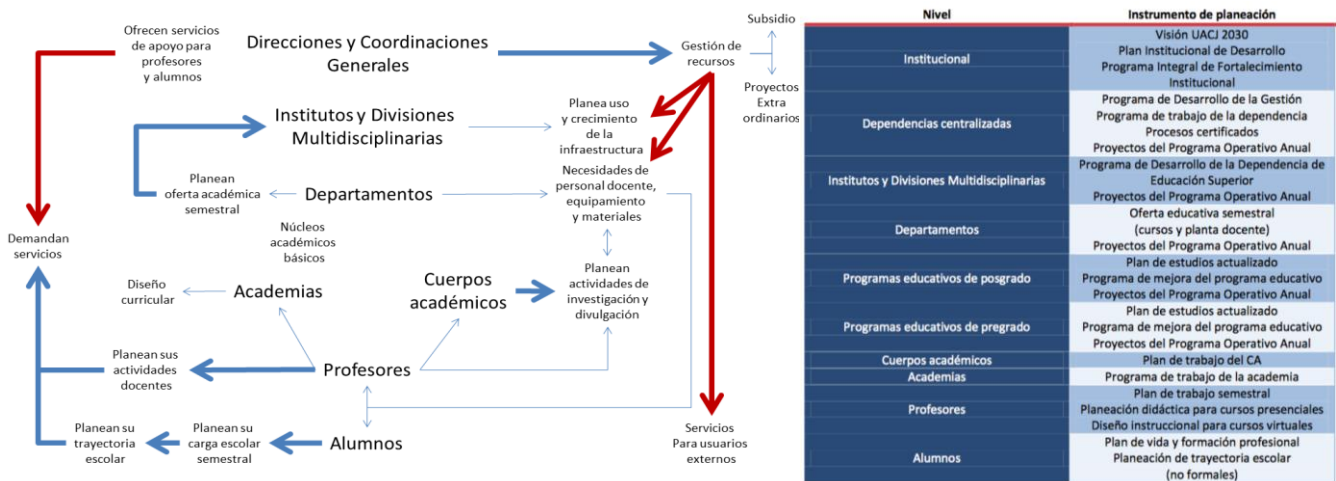 Ofrecen servicios
de apoyo para
profesores
y alumnos
Direcciones y Coordinaciones
Generales
Gestión de
recursos
Subsidio
Proyectos
Extra
ordinarios
Institutos y Divisiones
Multidisciplinarias
Planea uso
y crecimiento
de la
infraestructura
Planean
oferta académica
semestral
Departamentos
Necesidades de
personal docente,
equipamiento
y materiales
Núcleos
académicos
básicos
Demandan
servicios
Diseño
curricular
Academias
Cuerpos
académicos
Planean
actividades
de investigación y
divulgación
Planean sus
actividades
docentes
Profesores
Planean su
trayectoria
escolar
Planean su
carga escolar
semestral
Alumnos
Servicios
Para usuarios
externos
Nivel
Instrumento de planeación
Institucional
Visión UACJ 2030
Plan Institucional de Desarrollo
Programa Integral de Fortalecimiento
Institucional
Dependencias centralizadas
Programa de Desarrollo de la Gestión
Programa de trabajo de la dependencia
Procesos certificados
Proyectos del Programa Operativo Anual
Institutos y Divisiones Multidisciplinarias
Programa de Desarrollo de la Dependencia de
Educación Superior
Proyectos del Programa Operativo Anual
Departamentos
Oferta educativa semestral
(cursos y planta docente)
Proyectos del Programa Operativo Anual
Programas educativos de posgrado
Plan de estudios actualizado
Programa de mejora del programa educativo
Proyectos del Programa Operativo Anual
Programas educativos de pregrado
Plan de estudios actualizado
Programa de mejora del programa educativo
Proyectos del Programa Operativo Anual
Cuerpos académicos
Plan de trabajo del CA
Academias
Programa de trabajo de la academia
Profesores
Plan de trabajo semestral
Planeación didáctica para cursos presenciales
Diseño instruccional para cursos virtuales
Alumnos
Plan de vida y formación profesional
Planeación de trayectoria escolar
(no formales)